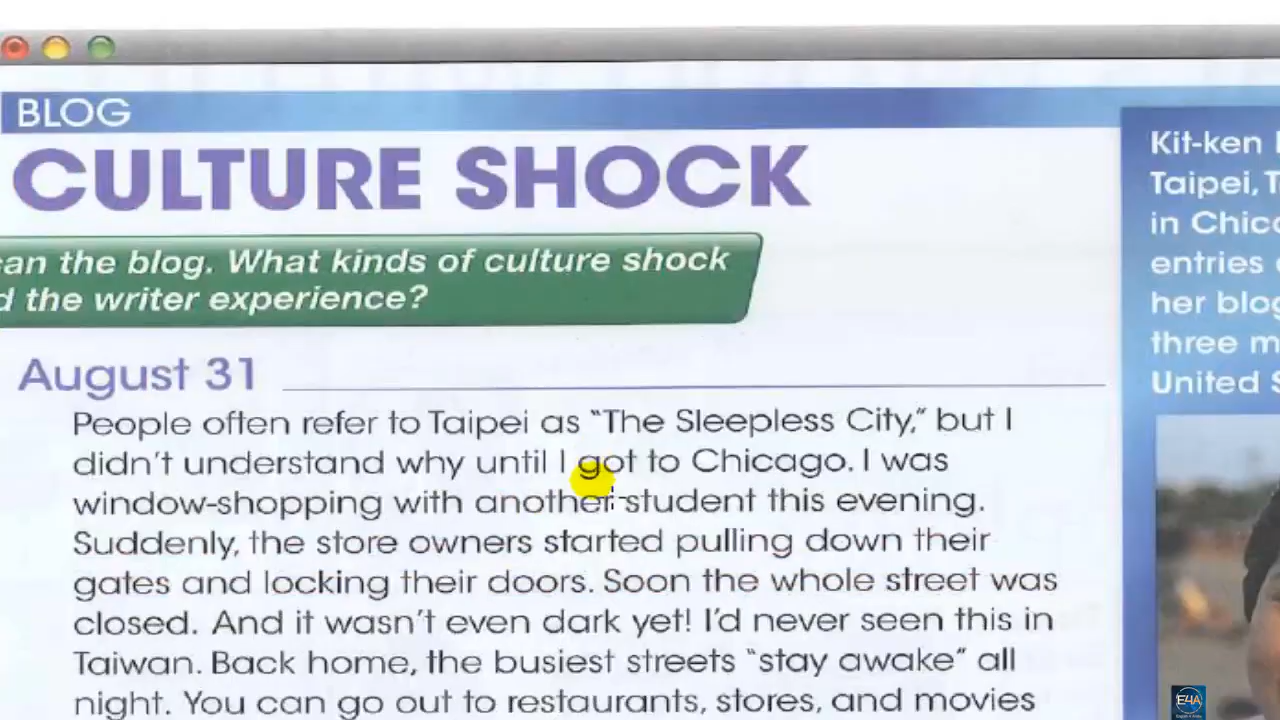 BLOG
CULTURE SHOCK
can the blog. What kinds of culture shock
the writer experience?
August 31
People often refer to Taipei as "The Sleepless City," but I
didn't understand why until I got to Chicago. I was
window-shopping with another student this evening.
Suddenly, the store owners started pulling down their
gates and locking their doors. Soon the whole street was
closed. And it wasn't even dark yet! I'd never seen this in
Taiwan. Back home, the busiest streets "stay awake" all
night. You can go out to restaurants, stores, and movies
Kit-ken
Taipei, T
in Chic
entries
her blog
three m
United S
E4A